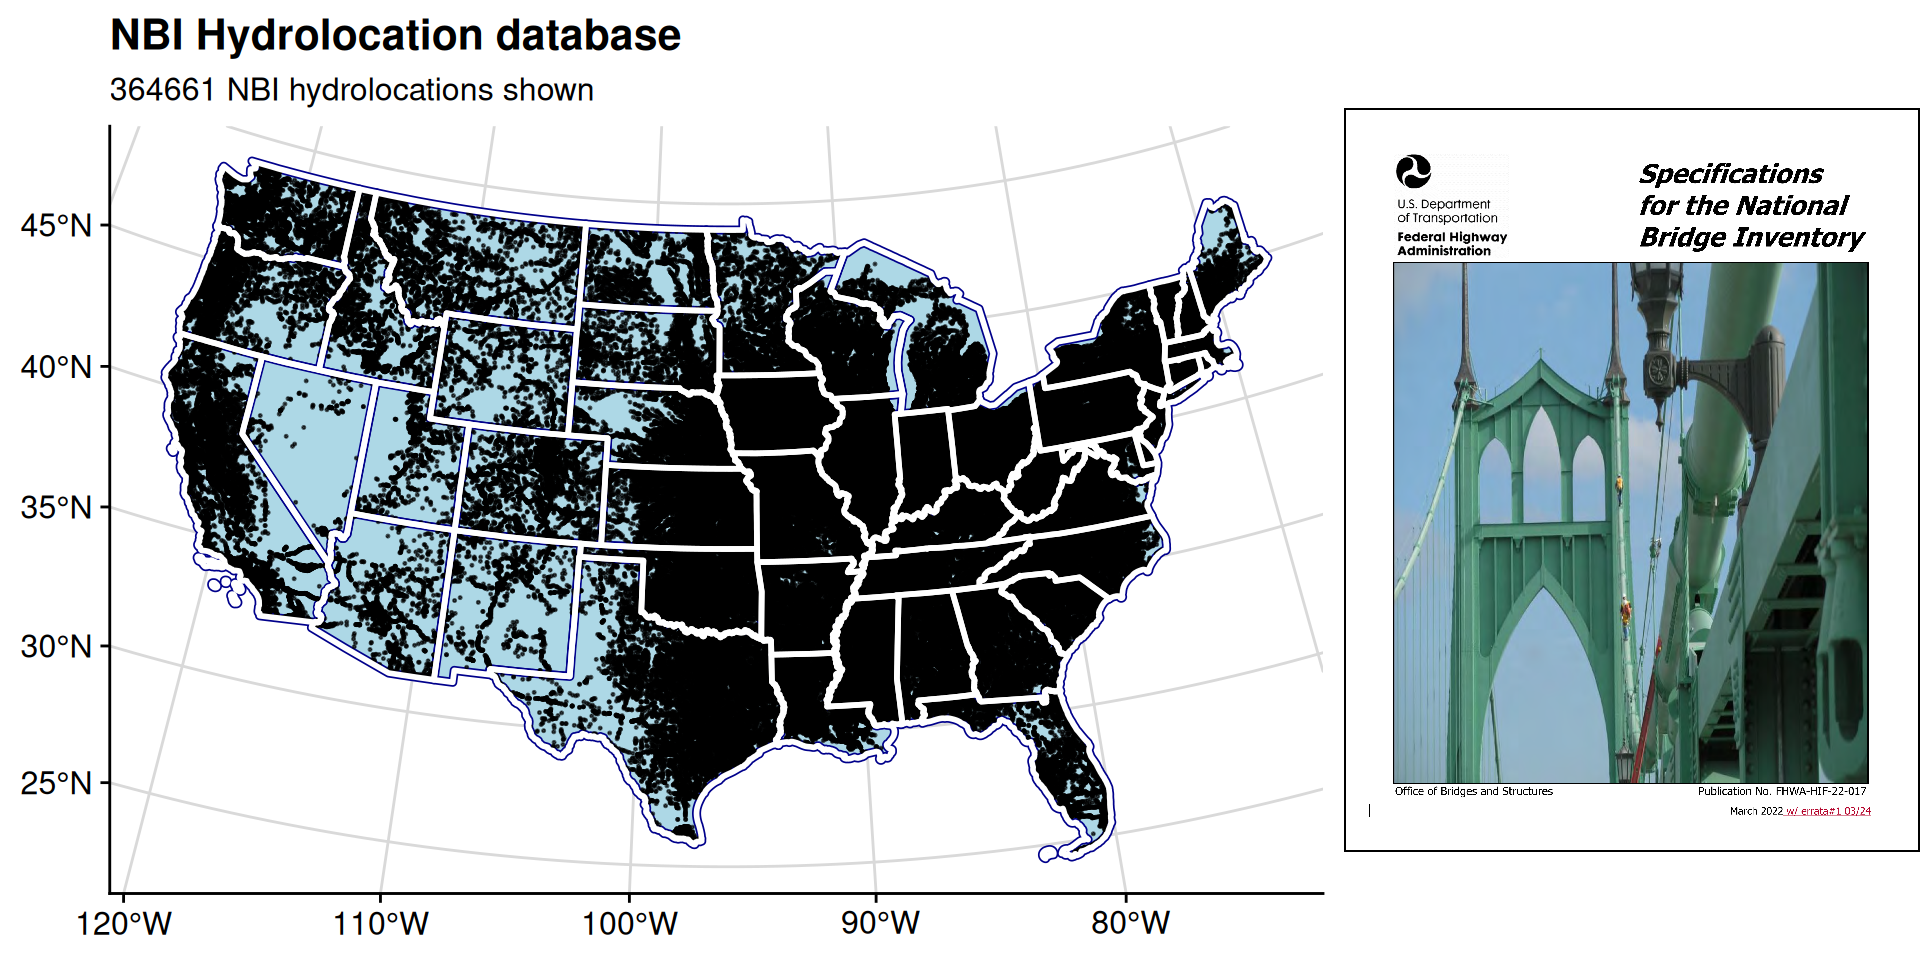 NBI Hydrolocation database
364661 NBI hydrolocations shown
45°N
40°N
35°N
30°N
25°N
120°W
110°W
100°W
90°W
80°W
U.S. Department
of Transportation
Federal Highway
Administration
Specifications
for the National
Bridge Inventory
Office of Bridges and Structures
Publication No. FHWA-HIF-22-017
March 2022 w/ errata#1 03/24